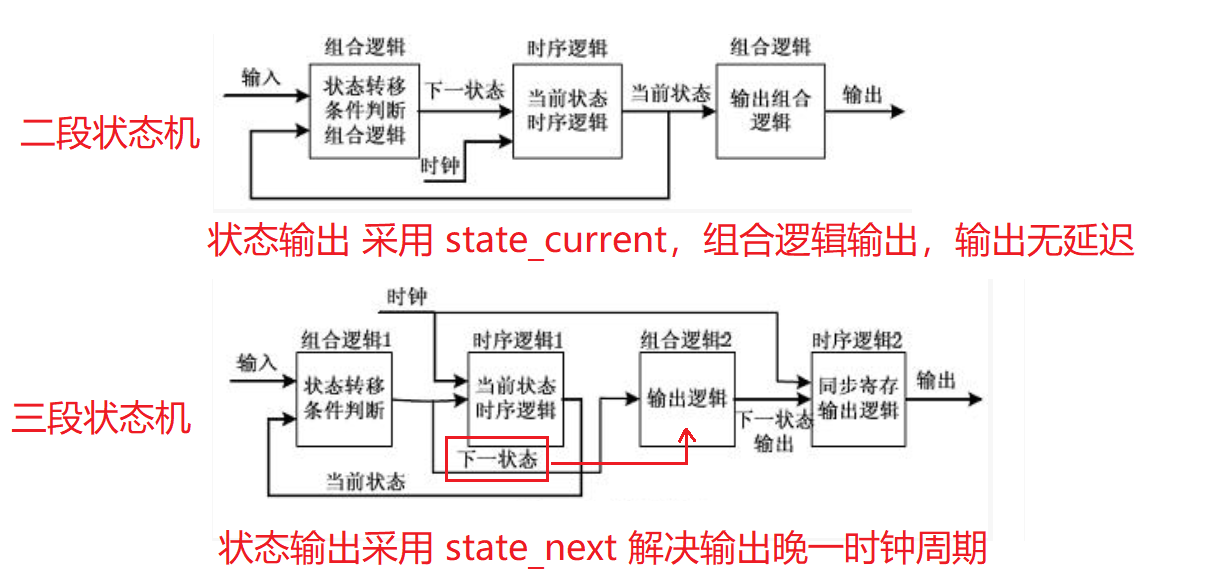 组合逻辑
时序逻辑
组合逻辑
输入
状态转移
条件判断
组合逻辑
下一状态
当前状态
时序逻辑
当前状态
输出组合
逻辑
输出
时钟
二段状态机
状态输出 采用 state_current，组合逻辑输出，输出无延迟
时钟
组合逻辑1
时序逻辑1
组合逻辑2
时序逻辑2
输入
状态转移
条件判断
当前状态
时序逻辑
输出逻辑
同步寄存
输出逻辑
输出
下一状态
输出
三段状态机
下一状态
当前状态
状态输出采用 state_next 解决输出晚一时钟周期